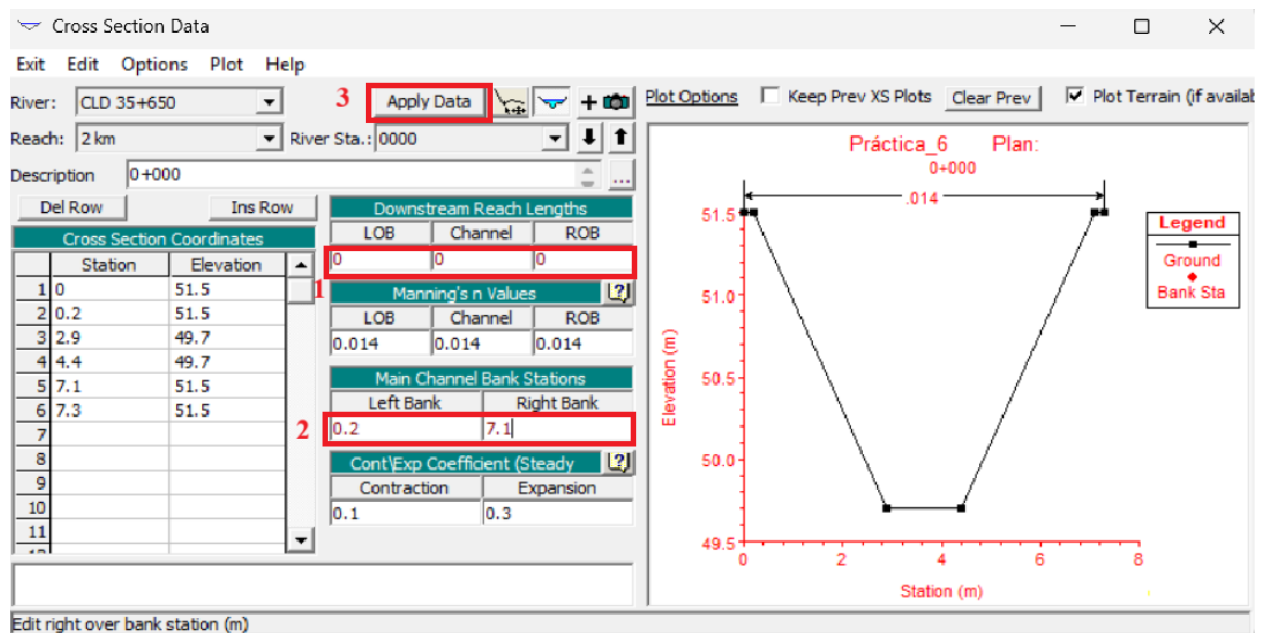 Cross Section Data
Exit Edit Options Plot Help
River: CLD 35+650 3 Apply Data + Plot Options Keep Prev XS Plots Clear Prev Plot Terrain (if availab
Reach: 2 km River Sta.: 0000
Description 0+000 ...
Del Row Ins Row
Cross Section Coordinates
Station Elevation
1 0 51.5
2 0.2 51.5
3 2.9 49.7
4 4.4 49.7
5 7.1 51.5
6 7.3 51.5
7
8
9
10
11
Downstream Reach Lengths
LOB Channel ROB
0 0 0
1 Manning's n Values
LOB Channel ROB
0.014 0.014 0.014
Main Channel Bank Stations
Left Bank Right Bank
2 0.2 7.1
Cont\Exp Coefficient (Steady
Contraction Expansion
0.1 0.3
Práctica_6 Plan:
0+000
.014
51.5
51.0
50.5
50.0
49.5
Elevation (m)
0 2 4 6 8
Station (m)
Legend
Ground
Bank Sta
Edit right over bank station (m)